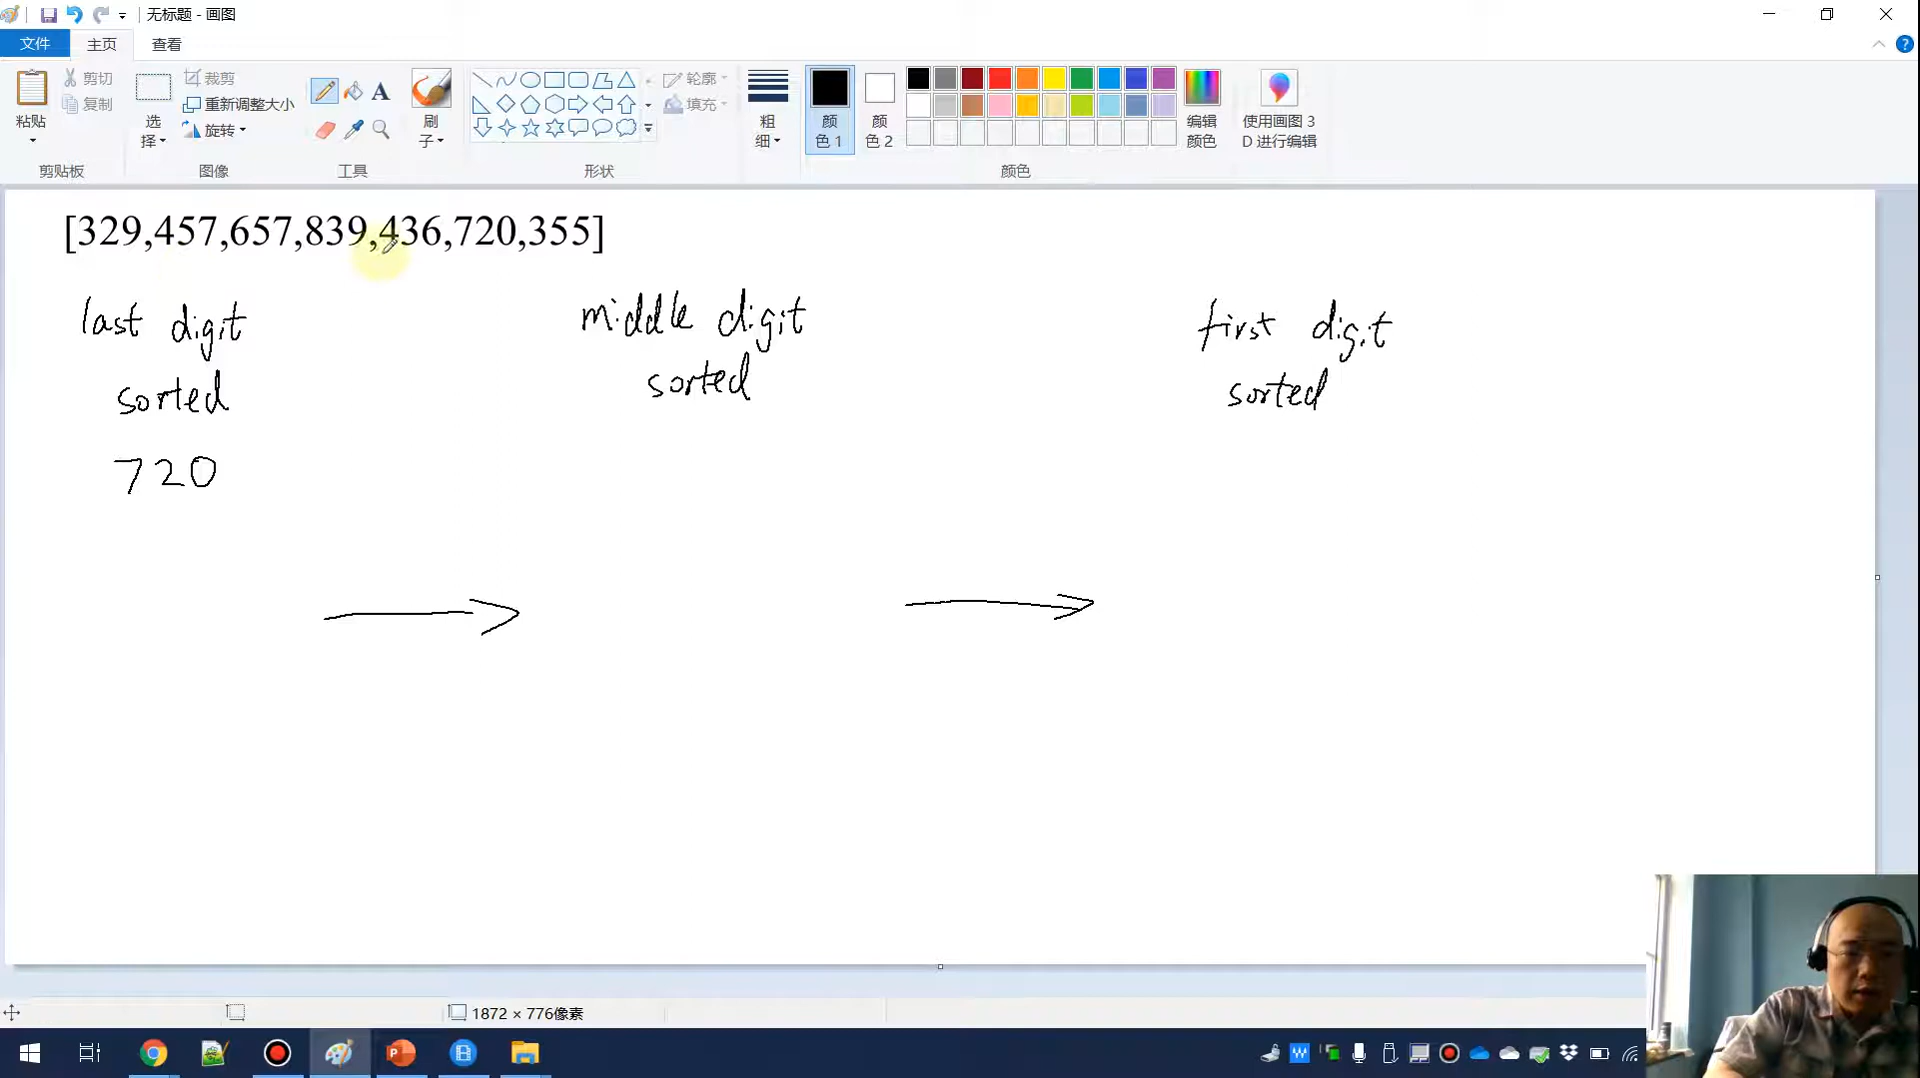 无标题 - 画图
文件 主页 查看
粘贴 剪切 复制 选择 裁剪 重新调整大小 旋转 刷子 轮廓 填充 粗细 颜色 1 颜色 2 编辑颜色 使用画图 3D 进行编辑
剪贴板 图像 工具 形状 颜色
[329,457,657,839,436,720,355]
last digit middle digit first digit
sorted sorted sorted
720
1872 × 776像素